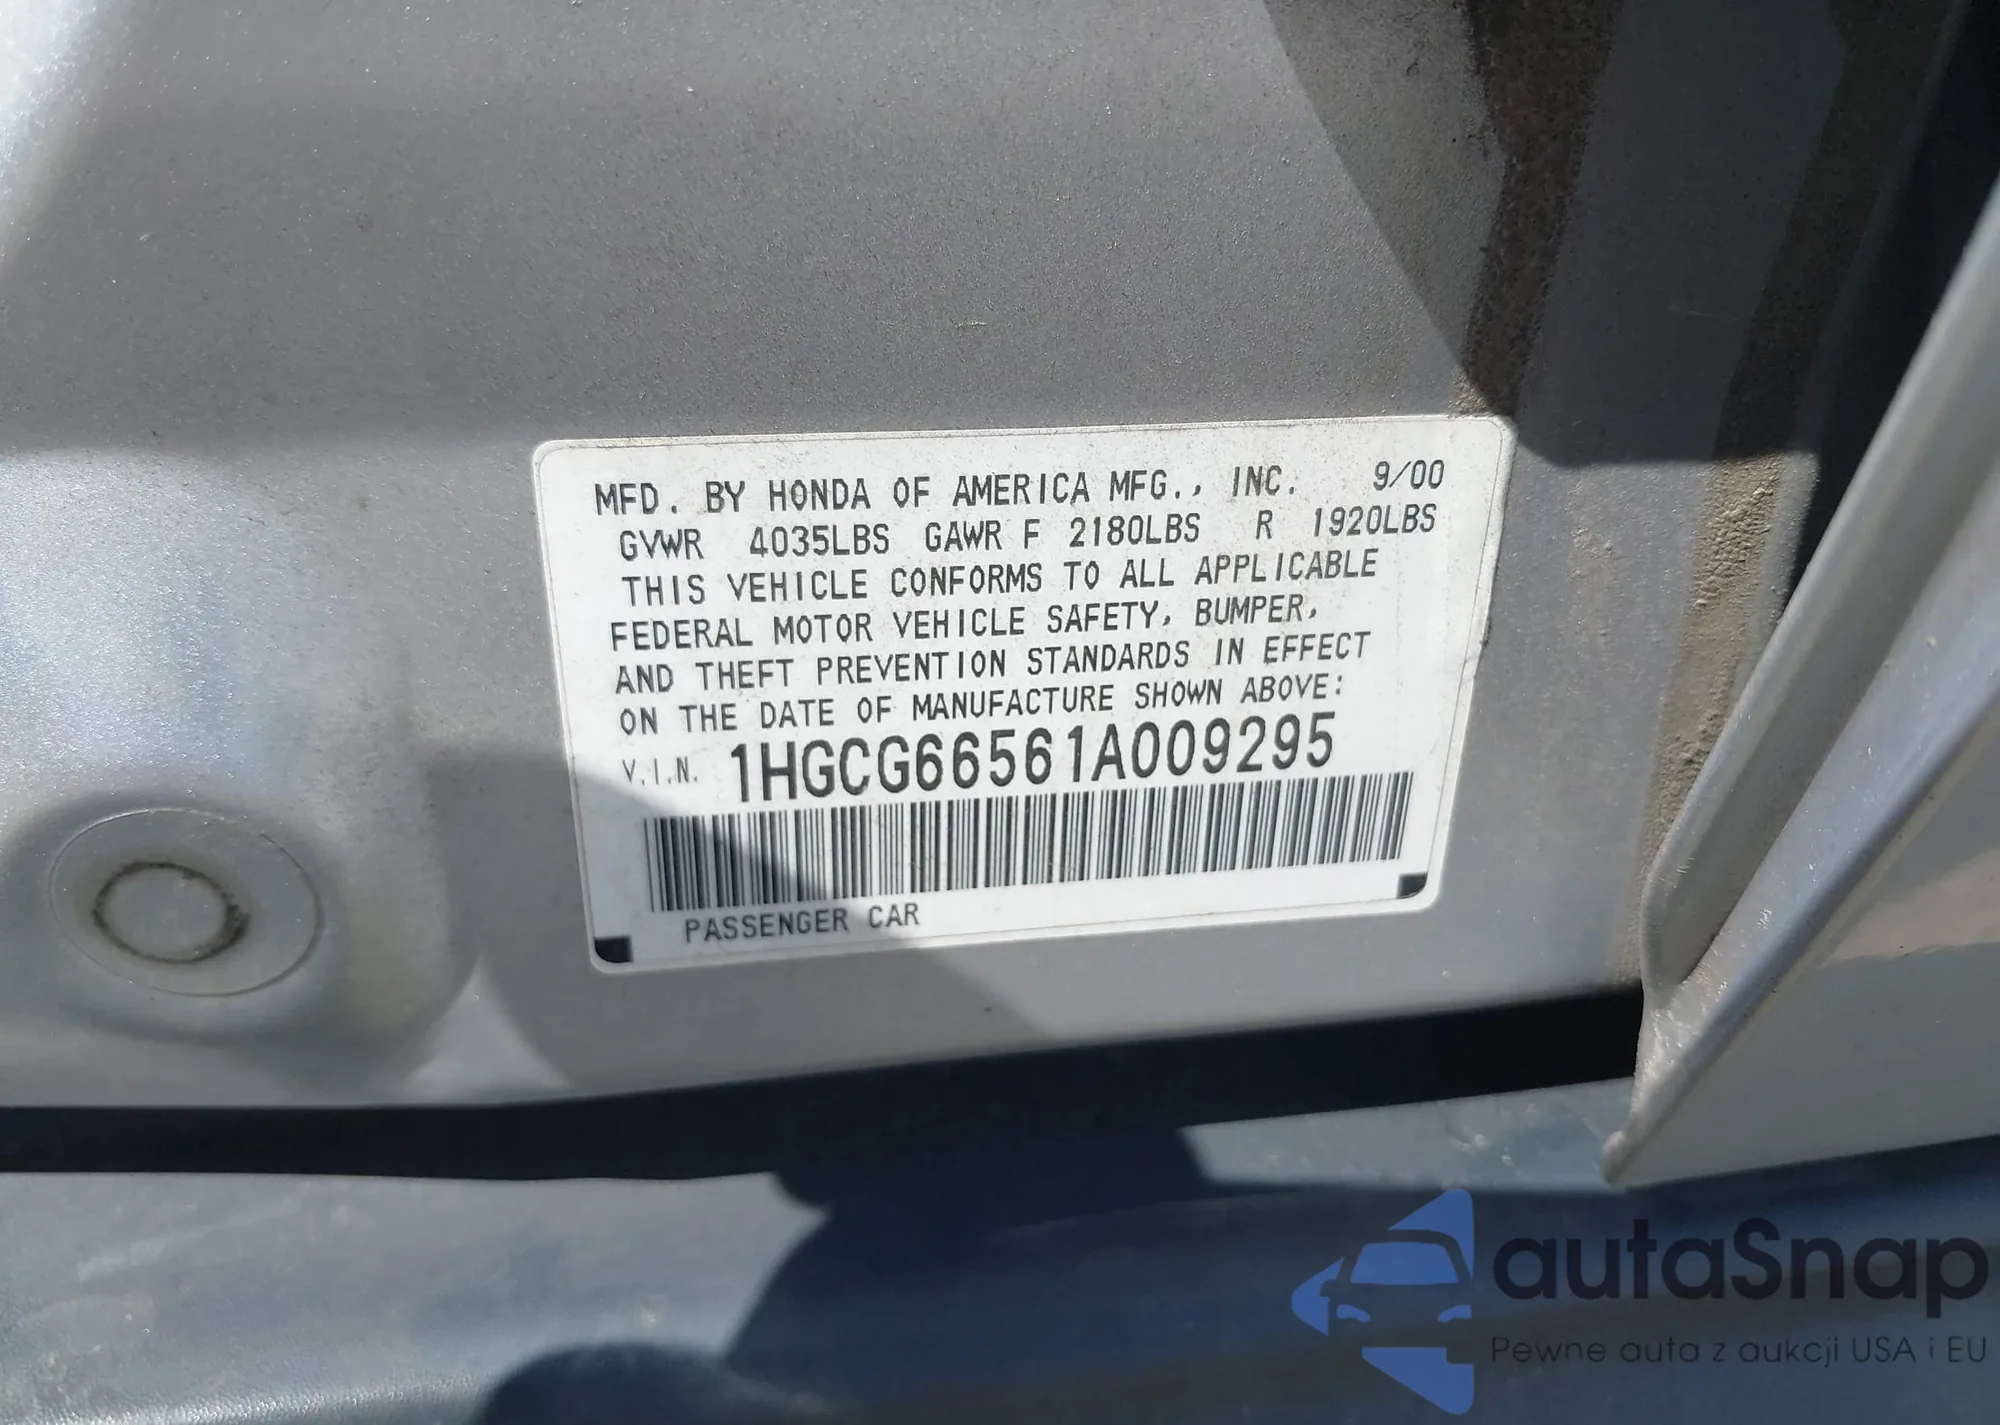 MFD. BY HONDA OF AMERICA MFG., INC. 9/00
GVWR 4035LBS GAWR F 2180LBS R 1920LBS
THIS VEHICLE CONFORMS TO ALL APPLICABLE
FEDERAL MOTOR VEHICLE SAFETY, BUMPER,
AND THEFT PREVENTION STANDARDS IN EFFECT
ON THE DATE OF MANUFACTURE SHOWN ABOVE:
V.I.N. 1HGCG66561A009295
PASSENGER CAR
autaSnap
Pewne auta z aukcji USA i EU